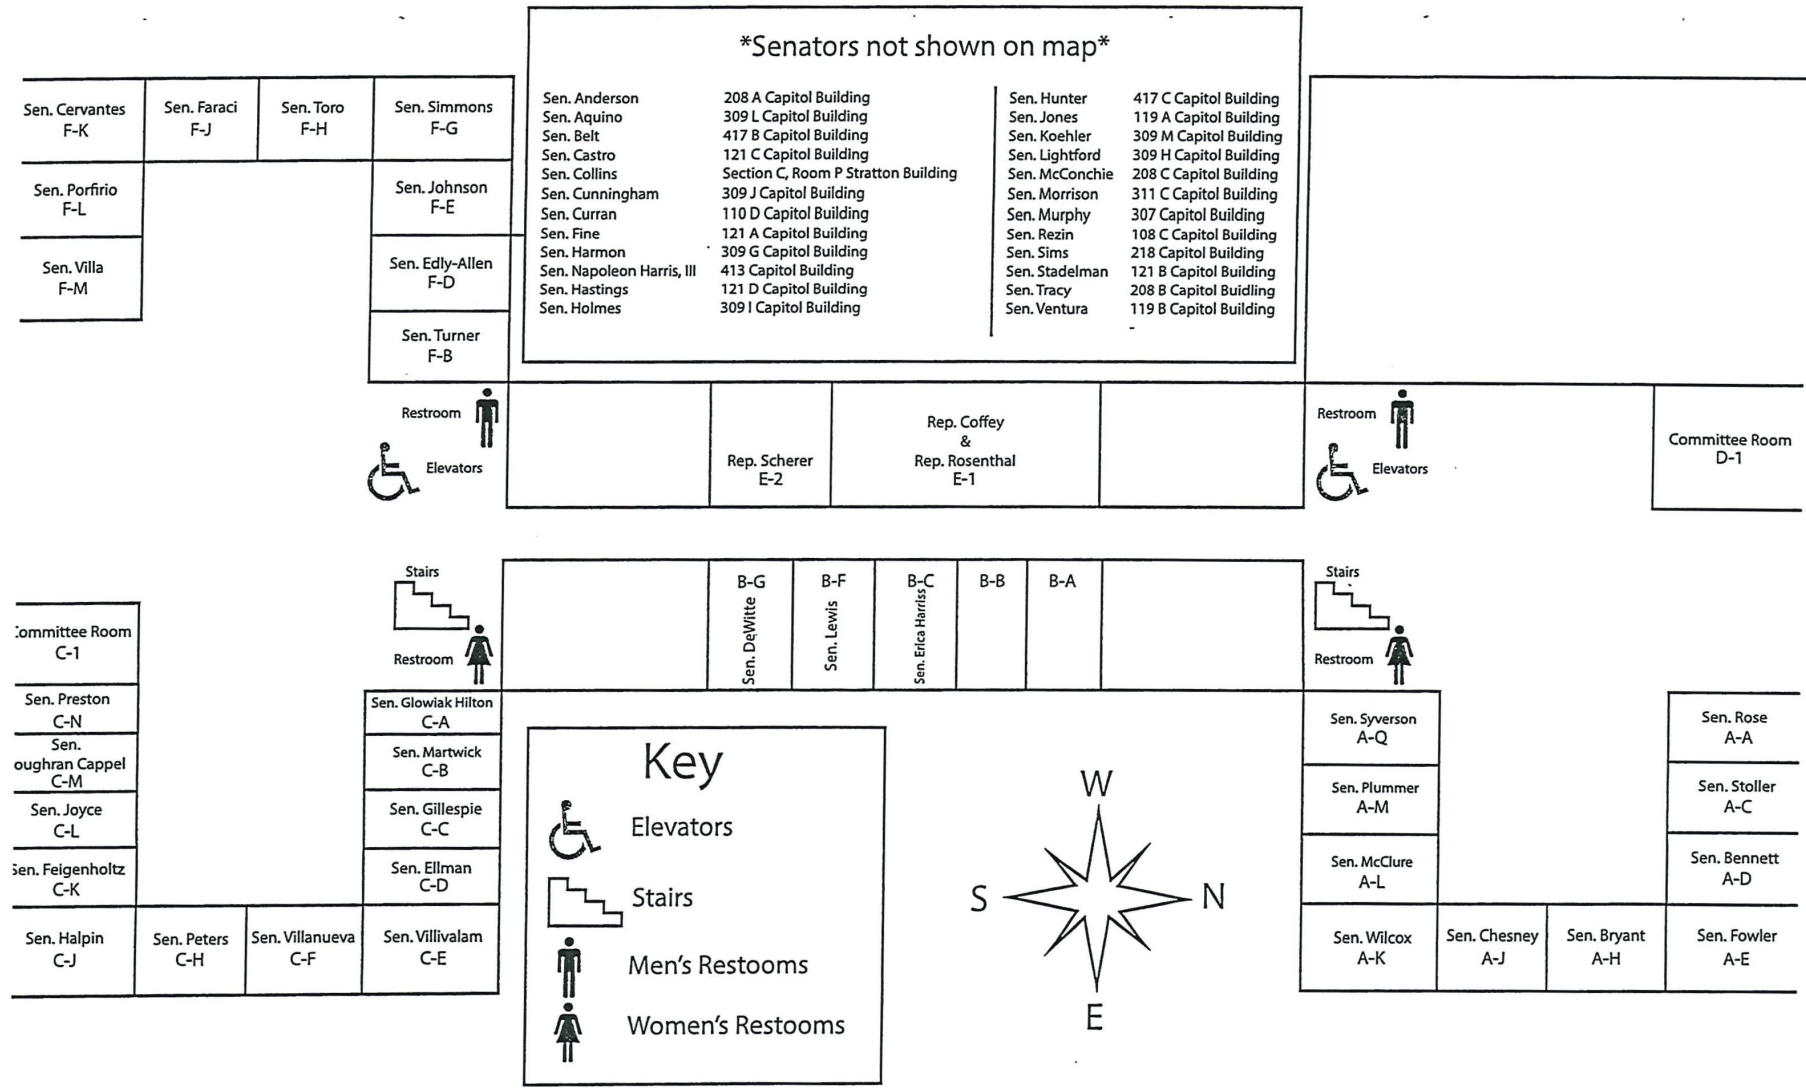 *Senators not shown on map*
Sen. Anderson 208 A Capitol Building
Sen. Aquino 309 L Capitol Building
Sen. Belt 417 B Capitol Building
Sen. Castro 121 C Capitol Building
Sen. Collins Section C, Room P Stratton Building
Sen. Cunningham 309 J Capitol Building
Sen. Curran 110 D Capitol Building
Sen. Fine 121 A Capitol Building
Sen. Harmon 309 G Capitol Building
Sen. Napoleon Harris, III 413 Capitol Building
Sen. Hastings 121 D Capitol Building
Sen. Holmes 309 I Capitol Building
Sen. Hunter 417 C Capitol Building
Sen. Jones 119 A Capitol Building
Sen. Koehler 309 M Capitol Building
Sen. Lightford 309 H Capitol Building
Sen. McConchie 208 C Capitol Building
Sen. Morrison 311 C Capitol Building
Sen. Murphy 307 Capitol Building
Sen. Rezin 108 C Capitol Building
Sen. Sims 218 Capitol Building
Sen. Stadelman 121 B Capitol Building
Sen. Tracy 208 B Capitol Buidling
Sen. Ventura 119 B Capitol Building
Sen. Cervantes
F-K
Sen. Faraci
F-J
Sen. Toro
F-H
Sen. Simmons
F-G
Sen. Porfirio
F-L
Sen. Johnson
F-E
Sen. Villa
F-M
Sen. Edly-Allen
F-D
Sen. Turner
F-B
Restroom
Elevators
Rep. Scherer
E-2
Rep. Coffey
&
Rep. Rosenthal
E-1
Restroom
Elevators
Committee Room
D-1
Stairs
Restroom
B-G
Sen. DeWitte
B-F
Sen. Lewis
B-C
Sen. Erica Harriss
B-B
B-A
Stairs
Restroom
ommittee Room
C-1
Sen. Preston
C-N
Sen.
oughran Cappel
C-M
Sen. Joyce
C-L
Sen. Feigenholtz
C-K
Sen. Halpin
C-J
Sen. Peters
C-H
Sen. Villanueva
C-F
Sen. Villivalam
C-E
Sen. Glowiak Hilton
C-A
Sen. Martwick
C-B
Sen. Gillespie
C-C
Sen. Ellman
C-D
Key
Elevators
Stairs
Men's Restooms
Women's Restooms
W
S
N
E
Sen. Syverson
A-Q
Sen. Plummer
A-M
Sen. McClure
A-L
Sen. Wilcox
A-K
Sen. Chesney
A-J
Sen. Bryant
A-H
Sen. Fowler
A-E
Sen. Rose
A-A
Sen. Stoller
A-C
Sen. Bennett
A-D